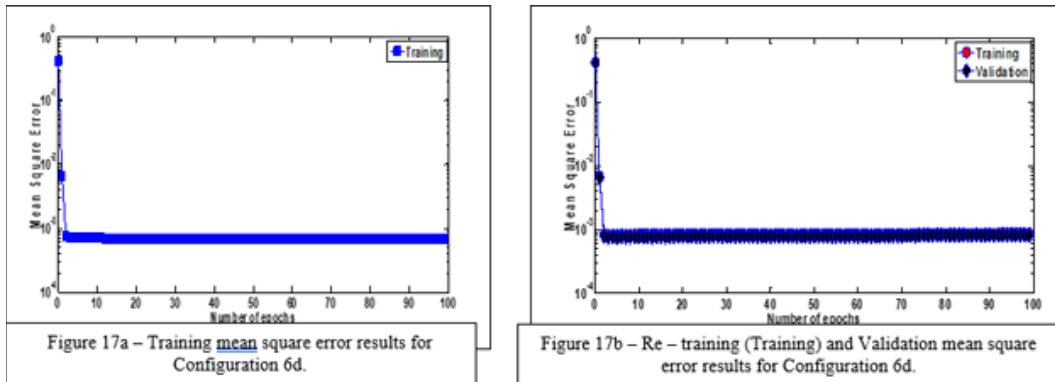 10⁰
10⁻¹
10⁻²
10⁻³
10⁻⁴
Mean Square Error
Training
0 10 20 30 40 50 60 70 80 90 100
Number of epochs
Figure 17a – Training mean square error results for
Configuration 6d.
10⁰
10⁻¹
10⁻²
10⁻³
10⁻⁴
Mean Square Error
Training
Validation
0 10 20 30 40 50 60 70 80 90 100
Number of epochs
Figure 17b – Re – training (Training) and Validation mean square
error results for Configuration 6d.